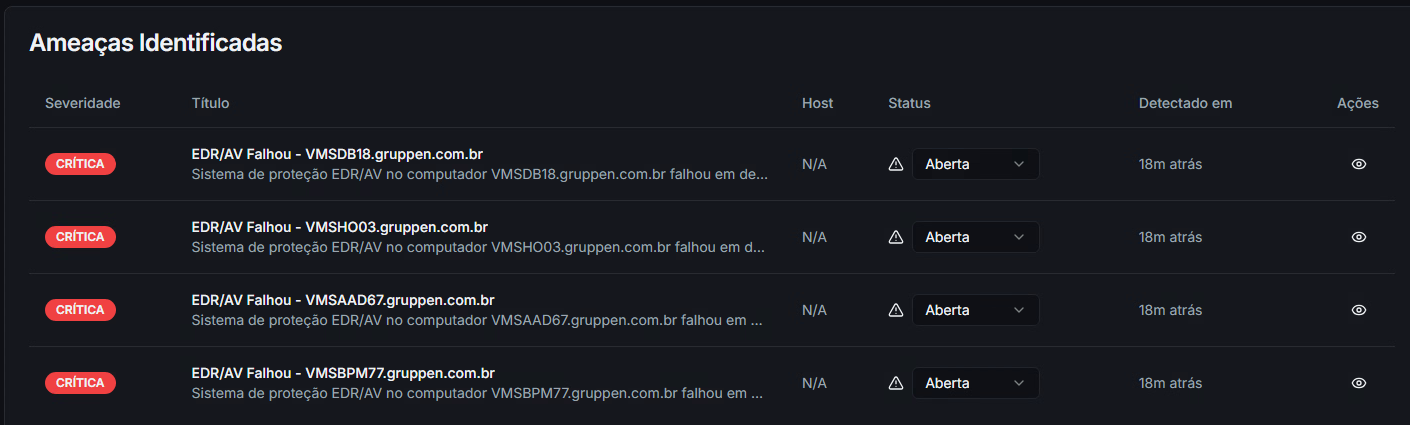 Ameaças Identificadas
Severidade Título Host Status Detectado em Ações
EDR/AV Falhou - VMSDB18.gruppen.com.br
CRÍTICA N/A Aberta 18m atrás
Sistema de proteção EDR/AV no computador VMSDB18.gruppen.com.br falhou em de...
EDR/AV Falhou - VMSHO03.gruppen.com.br
CRÍTICA N/A Aberta 18m atrás
Sistema de proteção EDR/AV no computador VMSHO03.gruppen.com.br falhou em d...
EDR/AV Falhou - VMSAAD67.gruppen.com.br
CRÍTICA N/A Aberta 18m atrás
Sistema de proteção EDR/AV no computador VMSAAD67.gruppen.com.br falhou em ...
EDR/AV Falhou - VMSBPM77.gruppen.com.br
CRÍTICA N/A Aberta 18m atrás
Sistema de proteção EDR/AV no computador VMSBPM77.gruppen.com.br falhou em ...